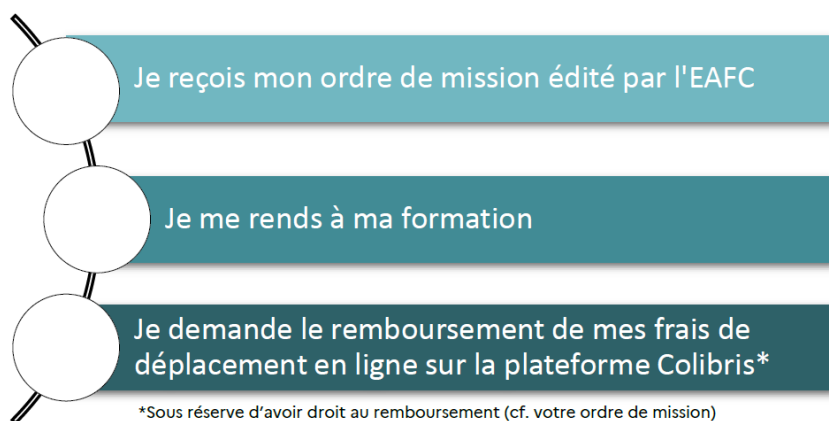 Je reçois mon ordre de mission édité par l'EAFC
Je me rends à ma formation
Je demande le remboursement de mes frais de
déplacement en ligne sur la plateforme Colibris*
*Sous réserve d’avoir droit au remboursement (cf. votre ordre de mission)